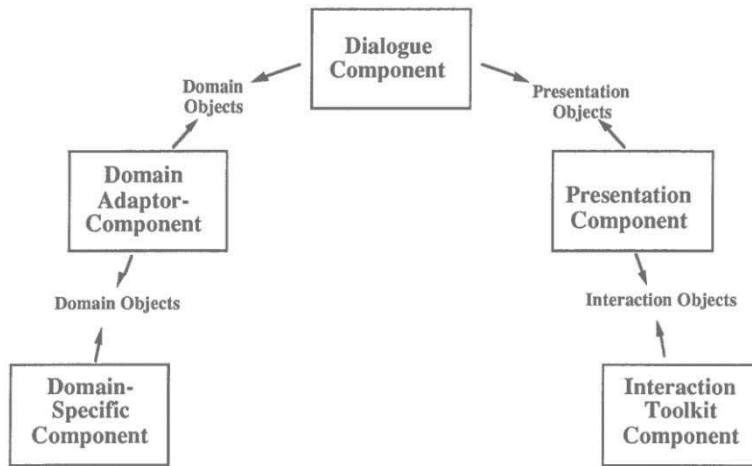 Dialogue
Component
Domain
Objects
Presentation
Objects
Domain
Adaptor-
Component
Presentation
Component
Domain Objects
Interaction Objects
Domain-
Specific
Component
Interaction
Toolkit
Component